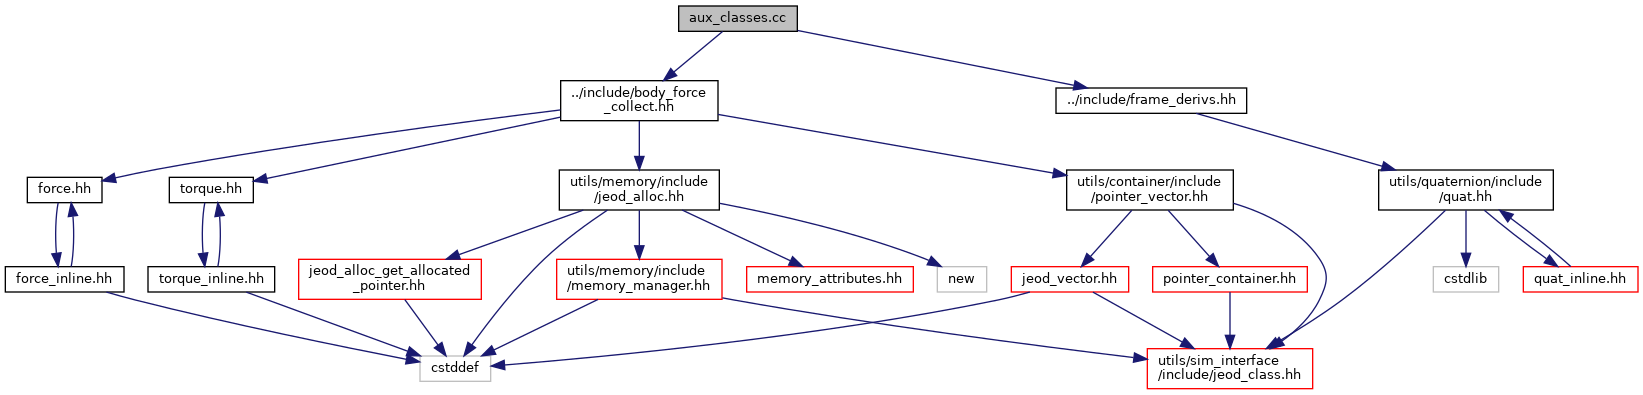 aux_classes.cc
../include/body_force
_collect.hh
../include/frame_derivs.hh
force.hh
torque.hh
utils/memory/include
/jeod_alloc.hh
utils/container/include
/pointer_vector.hh
utils/quaternion/include
/quat.hh
force_inline.hh
torque_inline.hh
jeod_alloc_get_allocated
_pointer.hh
utils/memory/include
/memory_manager.hh
memory_attributes.hh
new
jeod_vector.hh
pointer_container.hh
cstdlib
quat_inline.hh
cstddef
utils/sim_interface
/include/jeod_class.hh